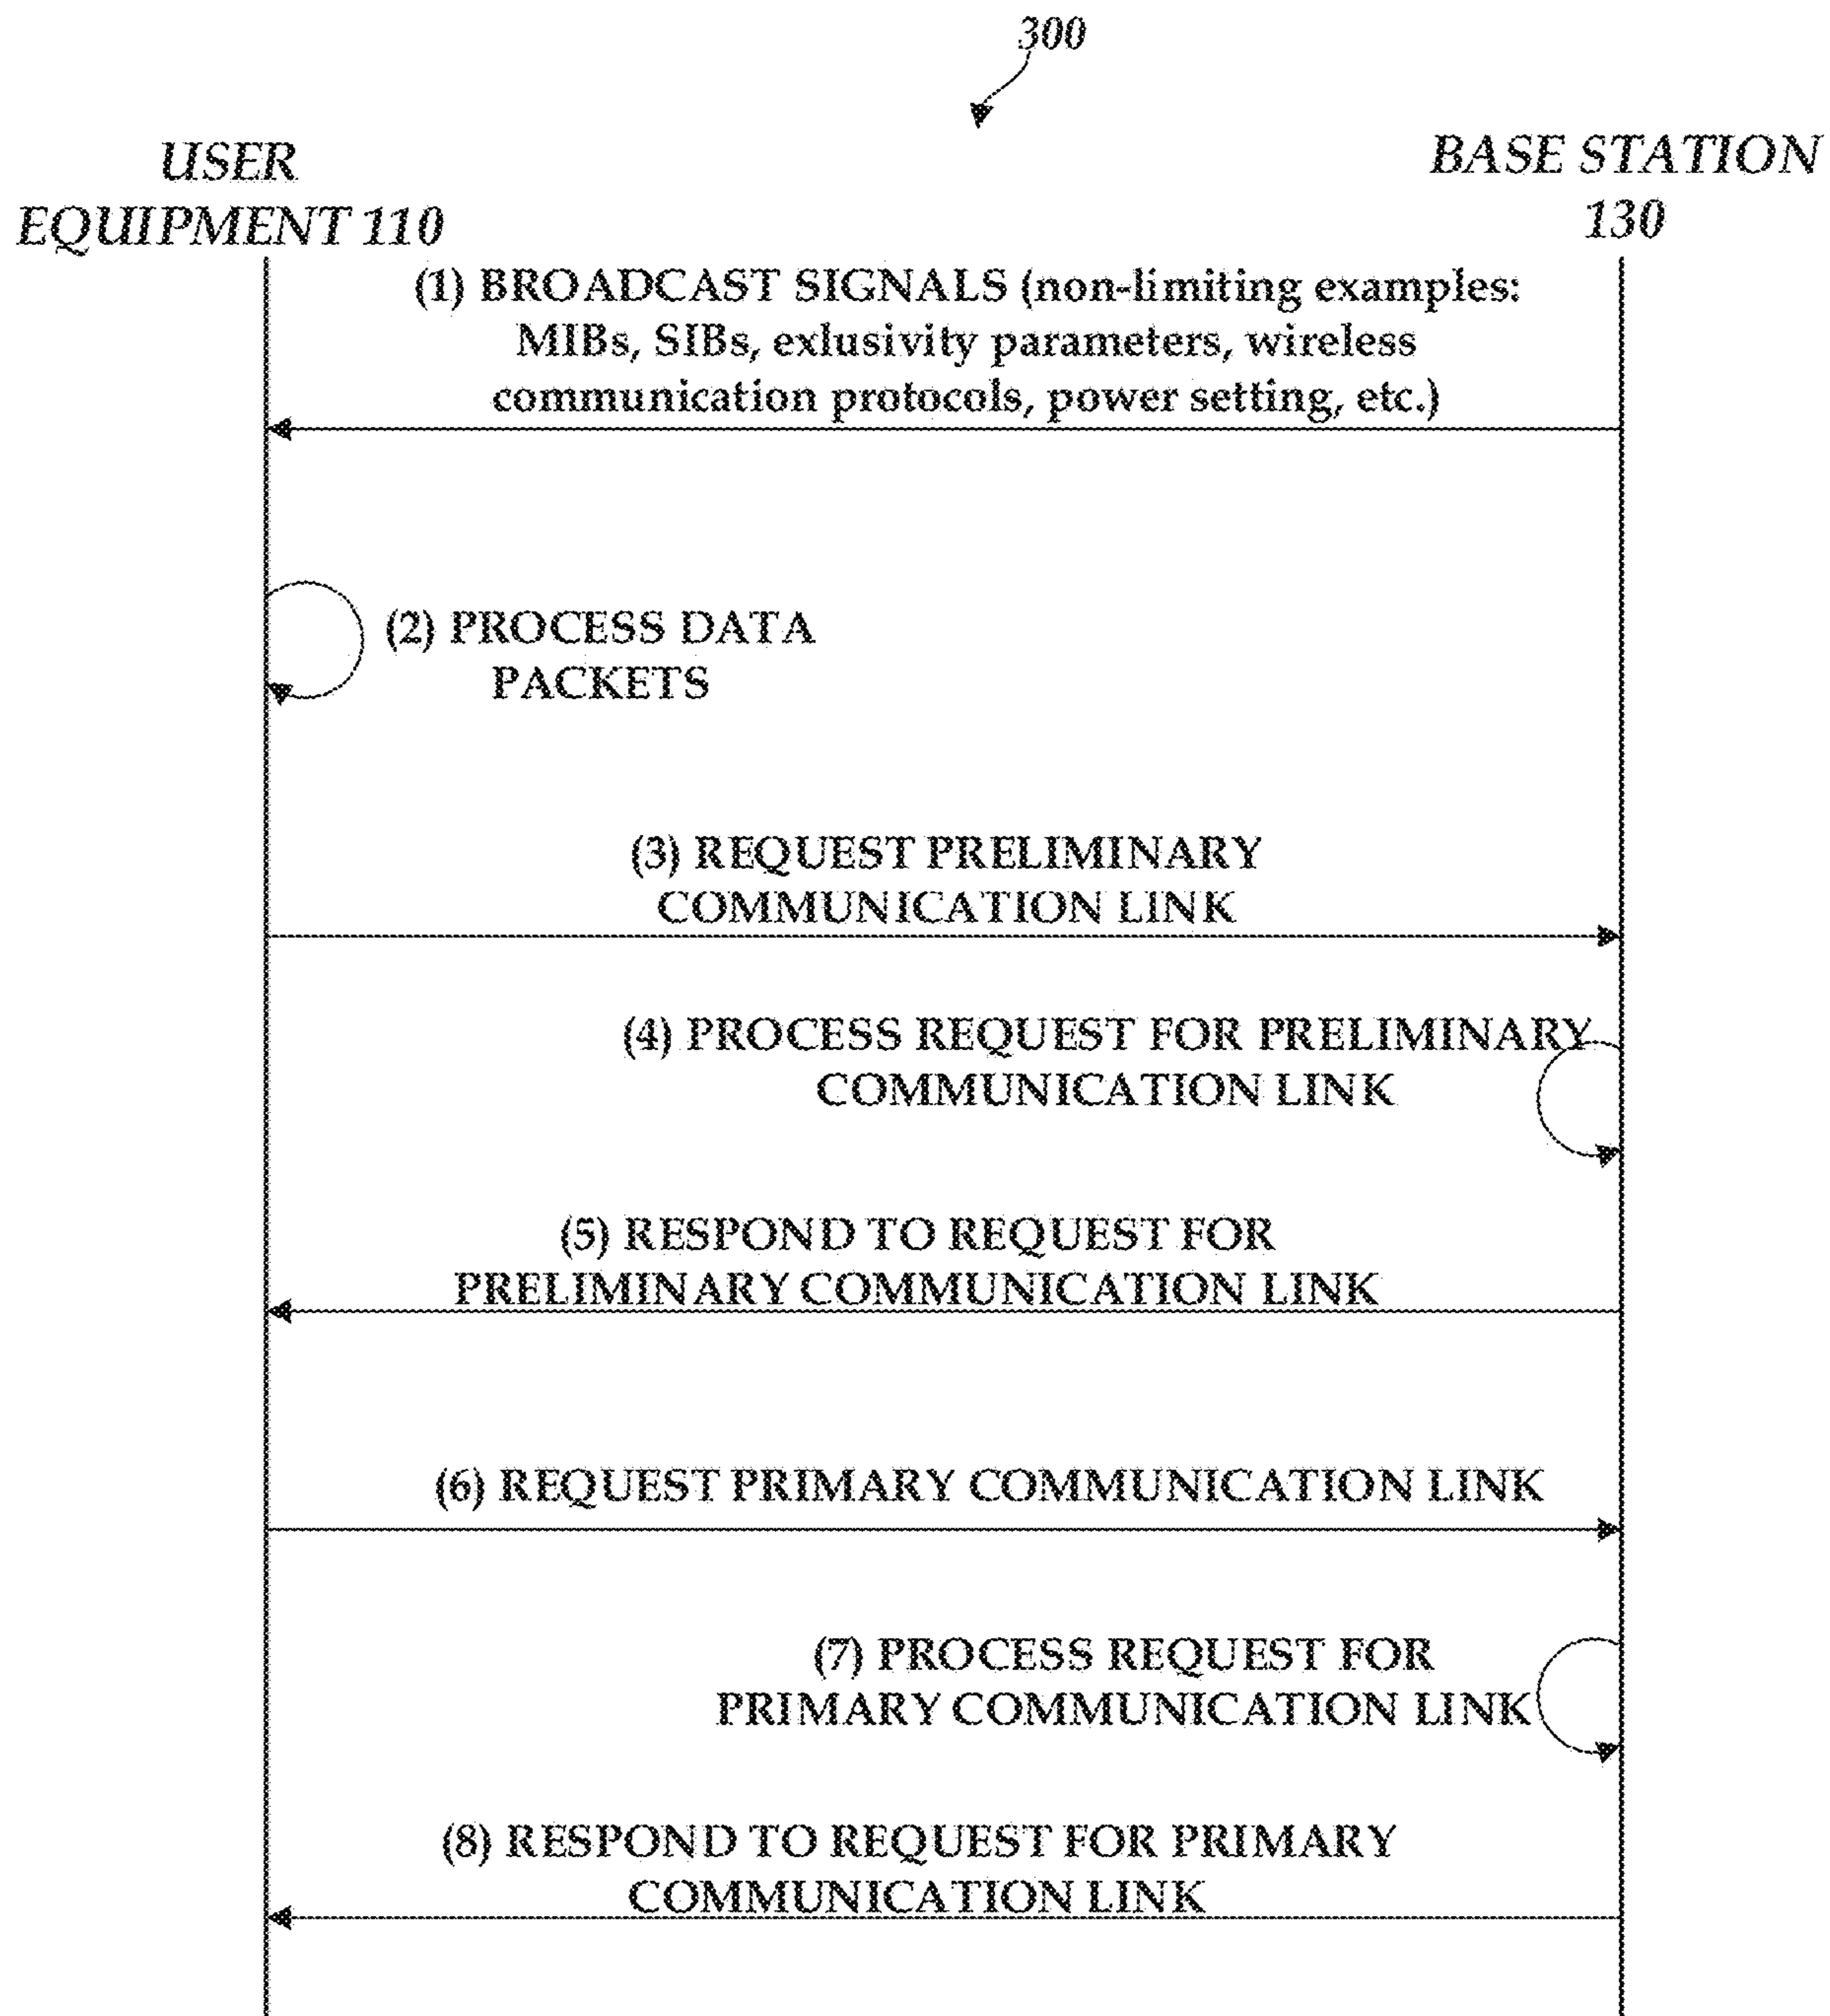 300
USER
EQUIPMENT 110
BASE STATION
130
(1) BROADCAST SIGNALS (non-limiting examples:
MIBs, SIBs, exlusivity parameters, wireless
communication protocols, power setting, etc.)
(2) PROCESS DATA
PACKETS
(3) REQUEST PRELIMINARY
COMMUNICATION LINK
(4) PROCESS REQUEST FOR PRELIMINARY
COMMUNICATION LINK
(5) RESPOND TO REQUEST FOR
PRELIMINARY COMMUNICATION LINK
(6) REQUEST PRIMARY COMMUNICATION LINK
(7) PROCESS REQUEST FOR
PRIMARY COMMUNICATION LINK
(8) RESPOND TO REQUEST FOR PRIMARY
COMMUNICATION LINK